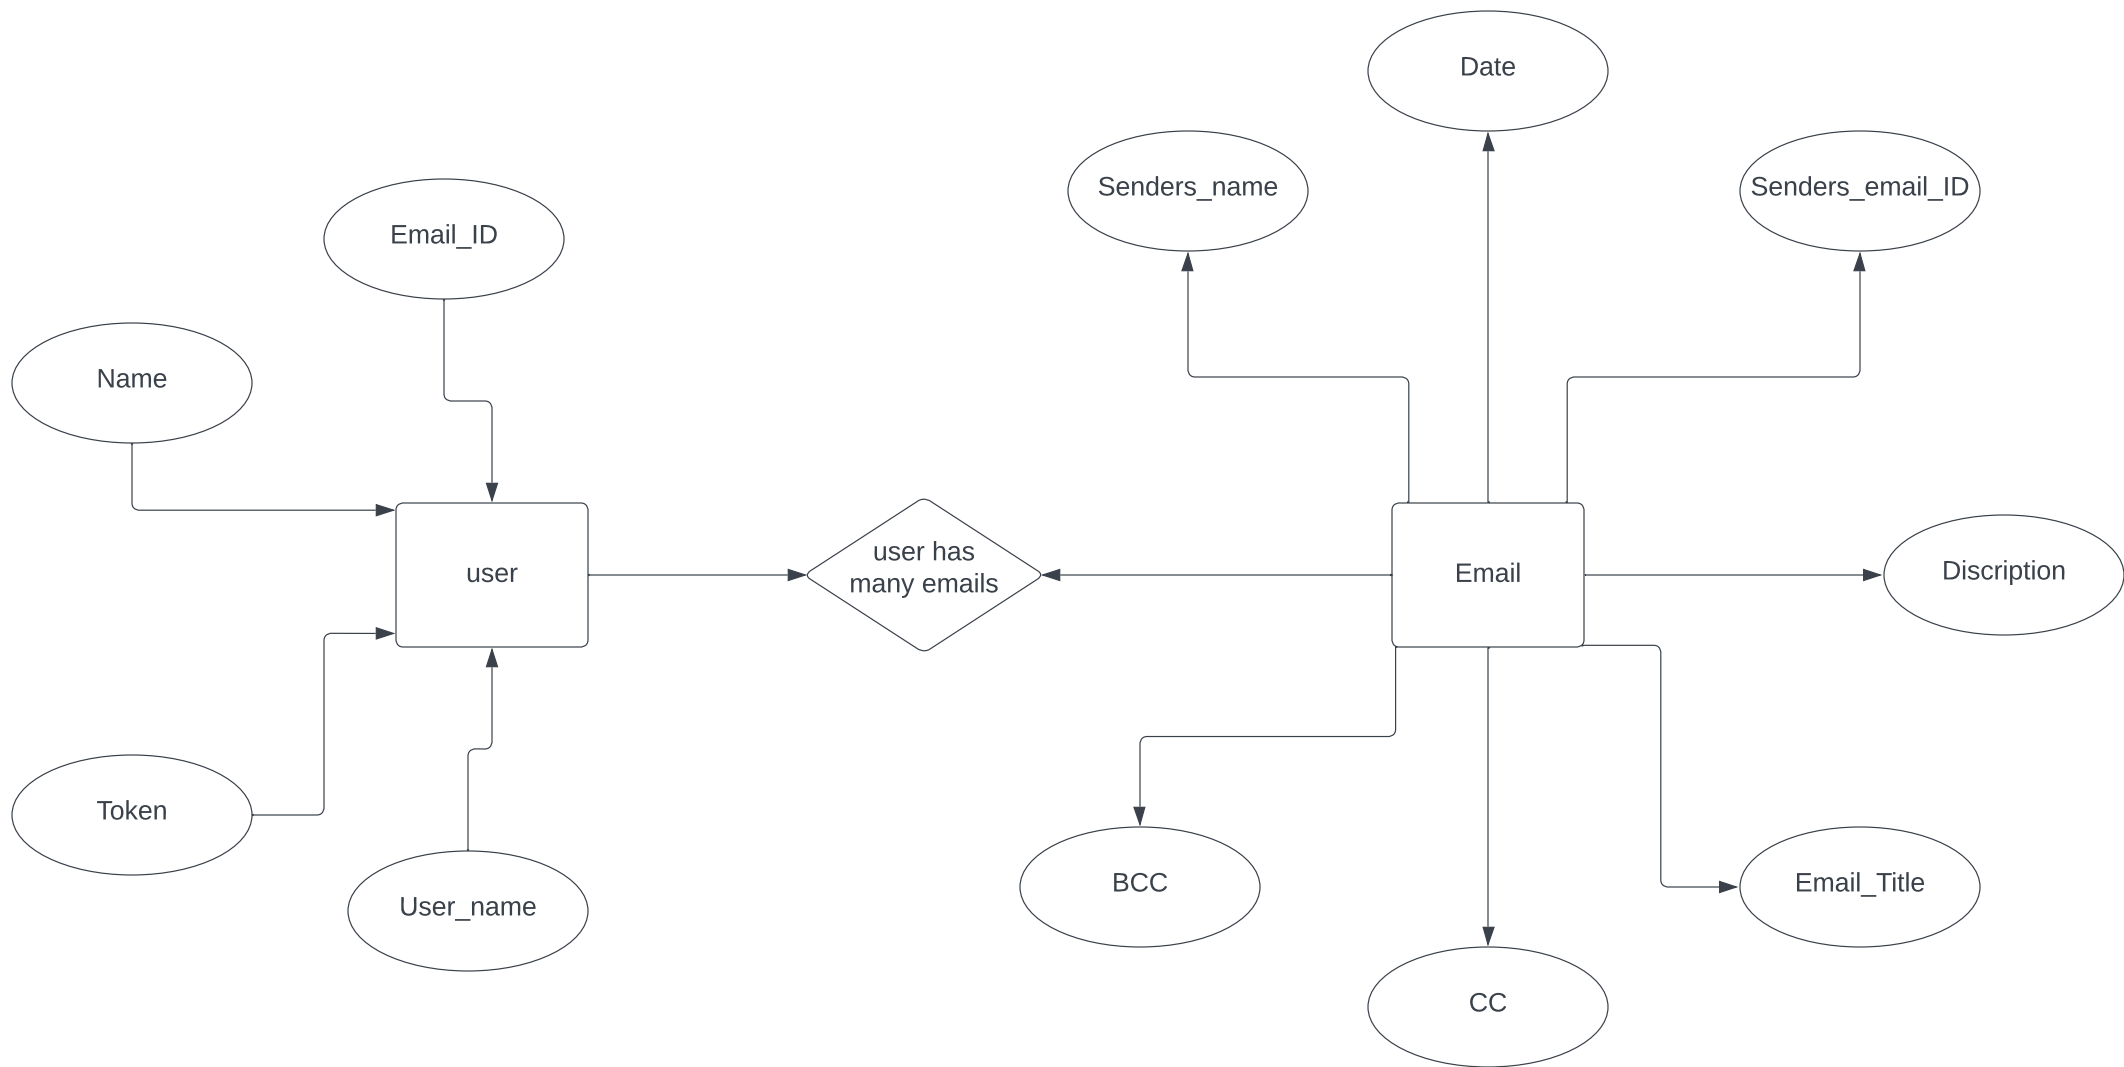 Date
Senders_name
Senders_email_ID
Email_ID
Name
user
user has
many emails
Email
Discription
Token
User_name
BCC
Email_Title
CC